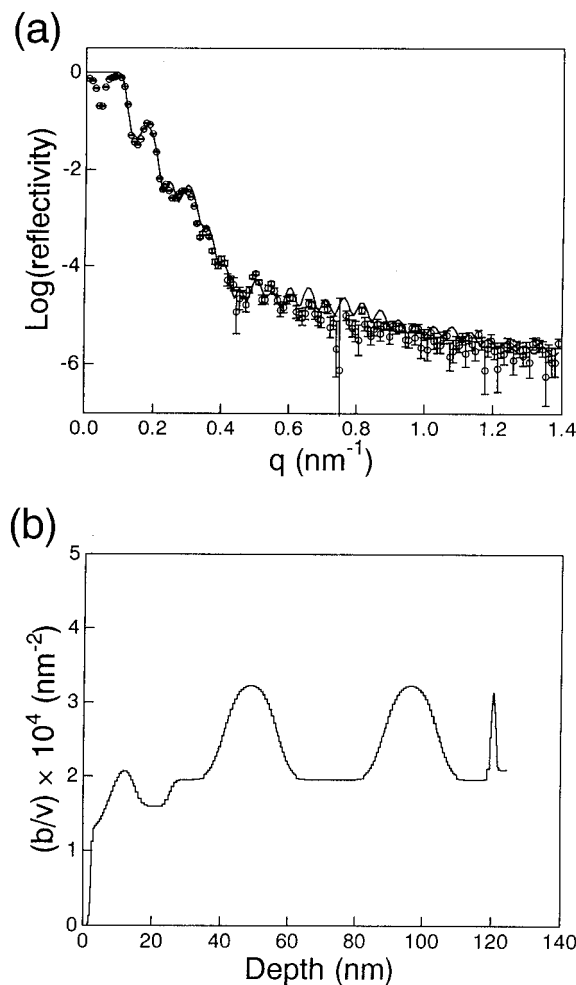 (a)
0
-2
-4
-6
Log(reflectivity)
0.0 0.2 0.4 0.6 0.8 1.0 1.2 1.4
q (nm⁻¹)
(b)
5
4
3
2
1
0
(b/v) × 10⁴ (nm⁻²)
0 20 40 60 80 100 120 140
Depth (nm)